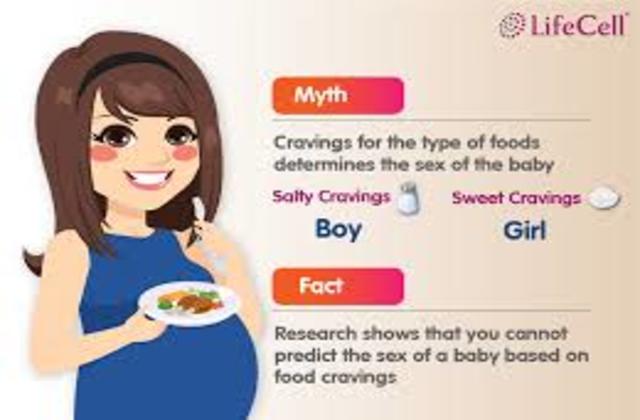 LifeCell
Myth
Cravings for the type of foods
determines the sex of the baby
Salty Cravings
Boy
Sweet Cravings
Girl
Fact
Research shows that you cannot
predict the sex of a baby based on
food cravings